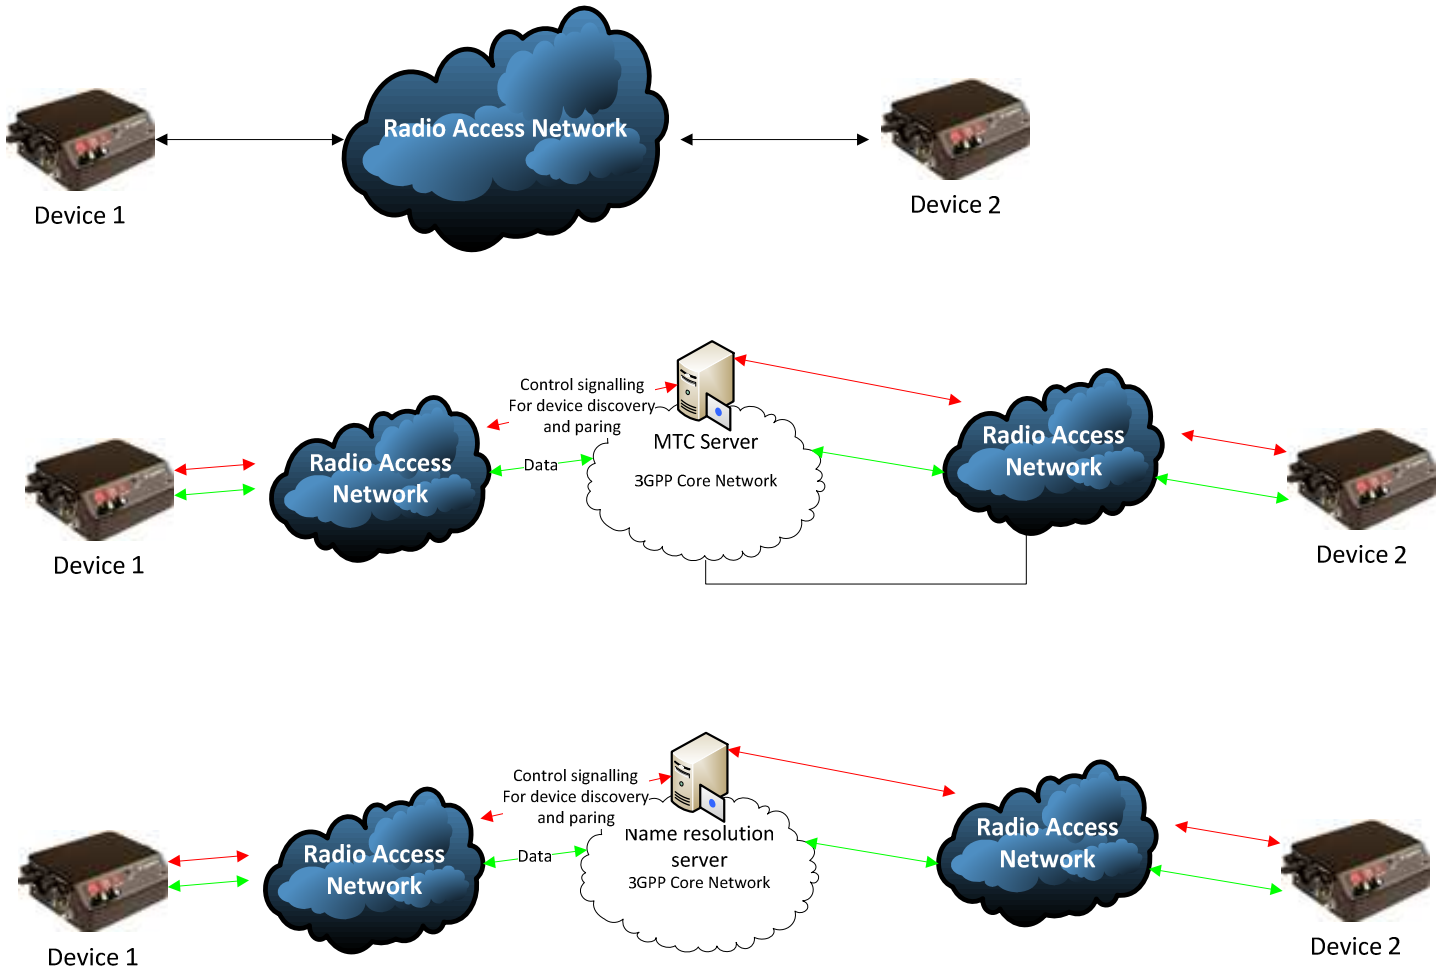 Radio Access Network
Device 1
Device 2
Control signalling
For device discovery
and paring
MTC Server
Radio Access
Network
Radio Access
Network
Data
3GPP Core Network
Device 1
Device 2
Control signalling
For device discovery
and paring
Name resolution
server
Radio Access
Network
Radio Access
Network
Data
3GPP Core Network
Device 1
Device 2